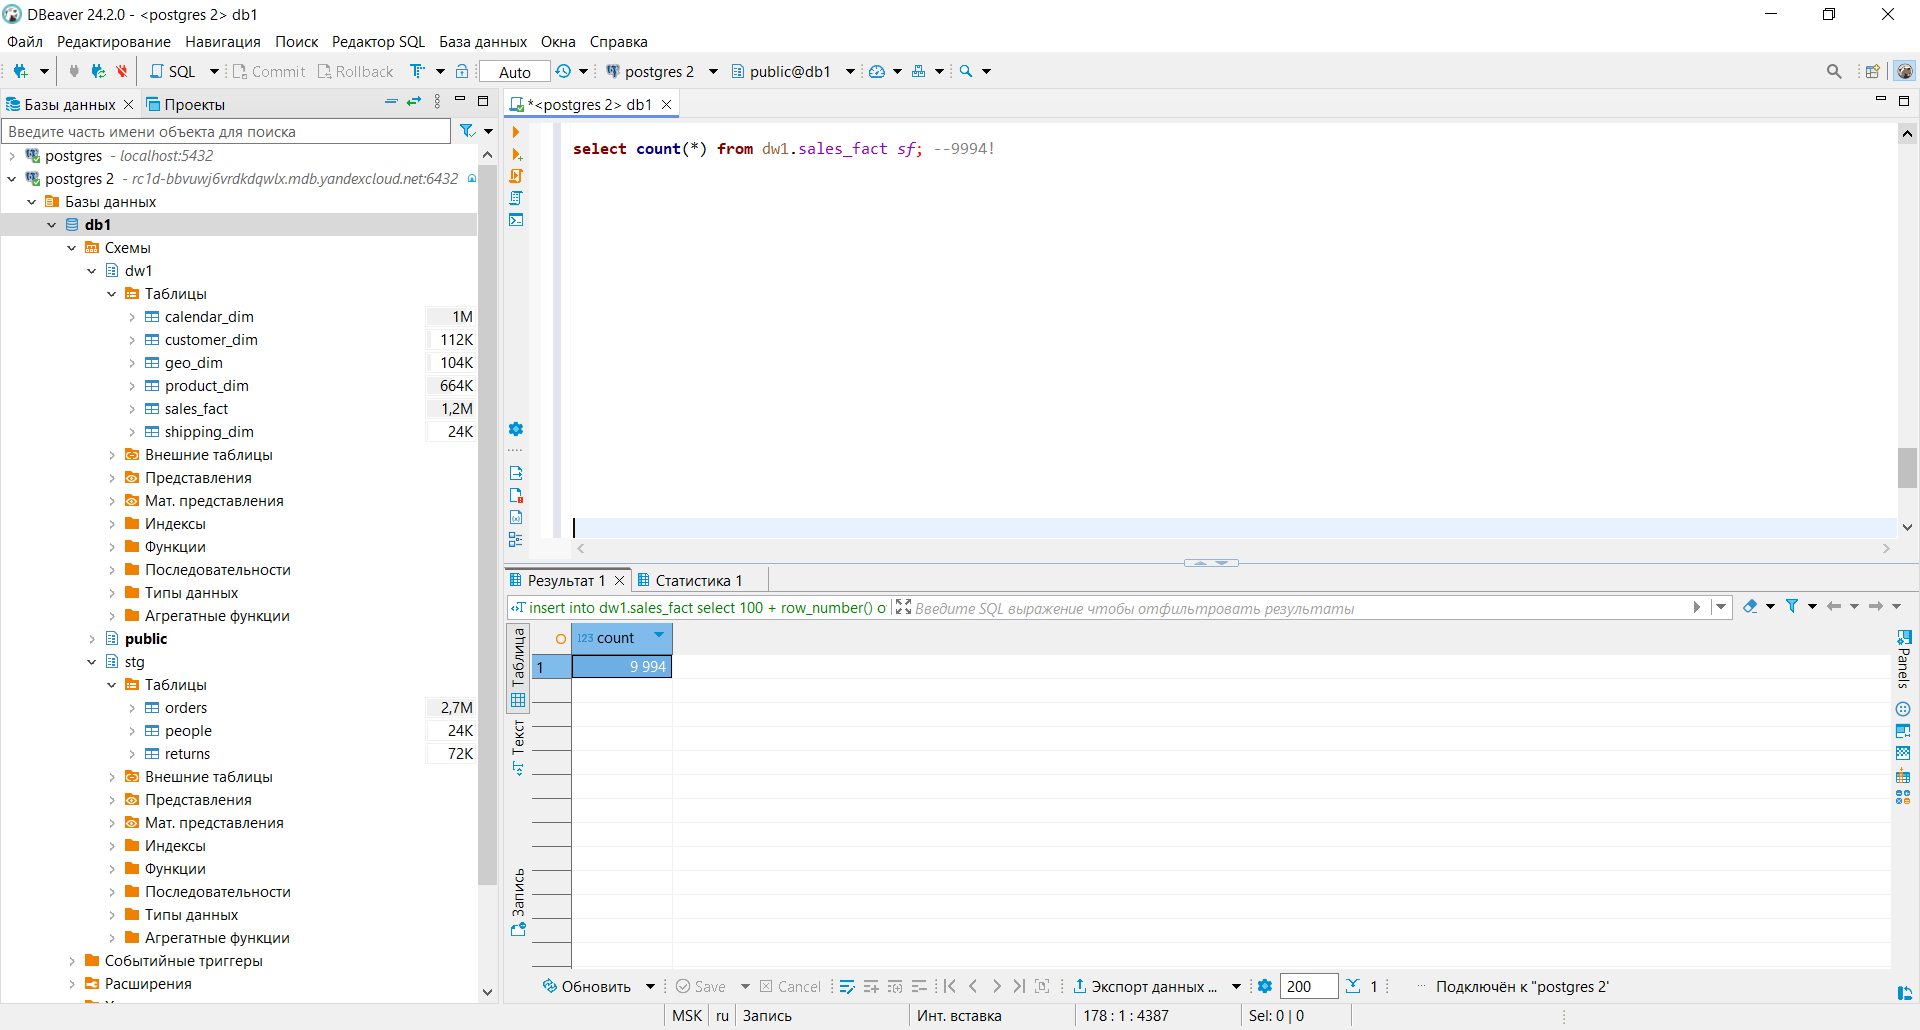 DBeaver 24.2.0 - <postgres 2> db1
Файл Редактирование Навигация Поиск Редактор SQL База данных Окна Справка
SQL Commit Rollback Auto postgres 2 public@db1
Базы данных Проекты
Введите часть имени объекта для поиска
postgres - localhost:5432
postgres 2 - rc1d-bbvuwj6vrdkdqwlx.mdb.yandexcloud.net:6432
Базы данных
db1
Схемы
dw1
Таблицы
calendar_dim 1M
customer_dim 112K
geo_dim 104K
product_dim 664K
sales_fact 1,2M
shipping_dim 24K
Внешние таблицы
Представления
Мат. представления
Индексы
Функции
Последовательности
Типы данных
Агрегатные функции
public
stg
Таблицы
orders 2,7M
people 24K
returns 72K
Внешние таблицы
Представления
Мат. представления
Индексы
Функции
Последовательности
Типы данных
Агрегатные функции
Событийные триггеры
Расширения
*<postgres 2> db1
select count(*) from dw1.sales_fact sf; --9994!
Результат 1 Статистика 1
insert into dw1.sales_fact select 100 + row_number() o Введите SQL выражение чтобы отфильтровать результаты
Таблица
Текст
Запись
123 count
1 9 994
Panels
Обновить Save Cancel Экспорт данных ... 200 1 ... Подключён к "postgres 2'
MSK ru Запись Инт. вставка 178 : 1 : 4387 Sel: 0 | 0